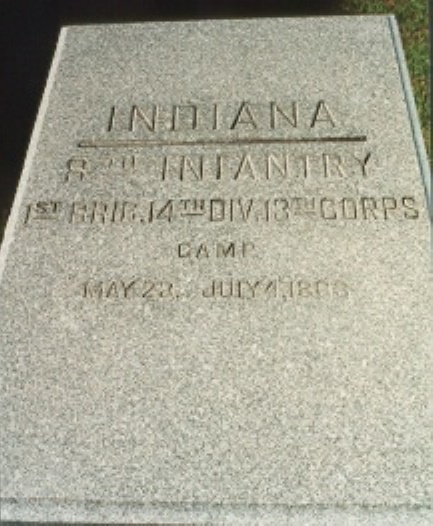 INDIANA
8TH INFANTRY
1ST BRIG. 14TH DIV. 13TH CORPS
CAMP
MAY 23, JULY 4, 1863